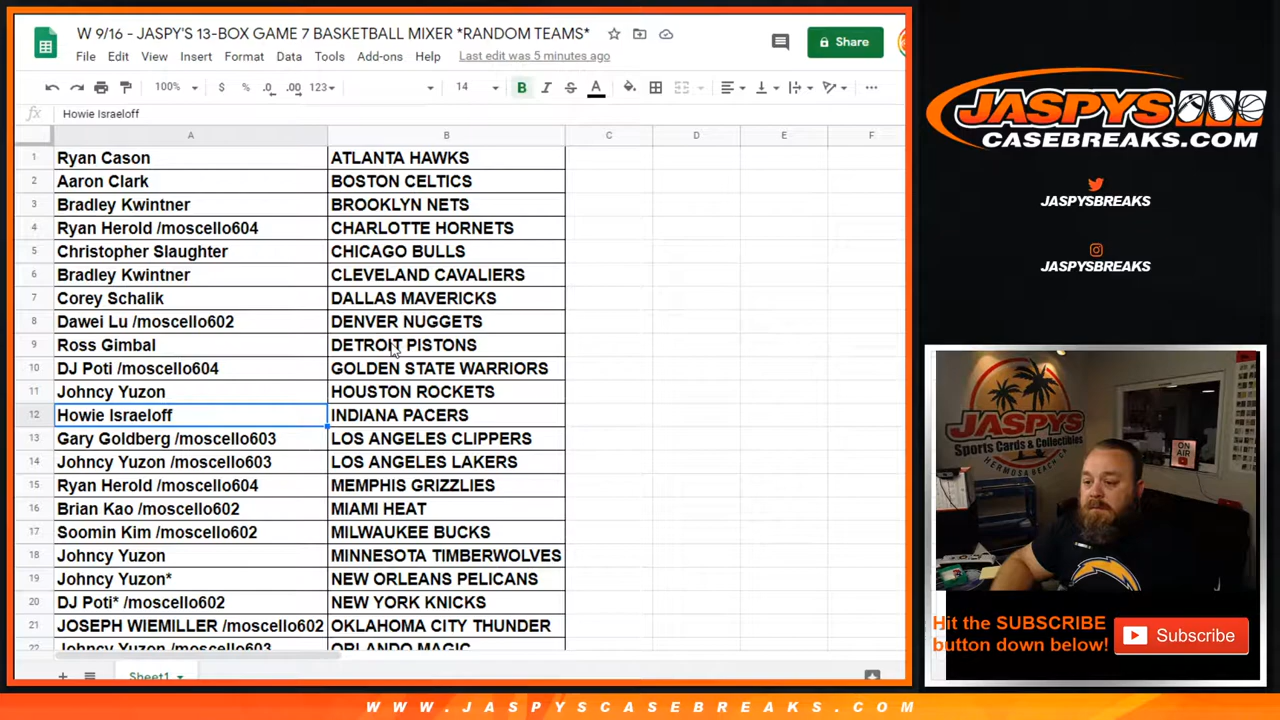 W 9/16 - JASPY'S 13-BOX GAME 7 BASKETBALL MIXER *RANDOM TEAMS*
File Edit View Insert Format Data Tools Add-ons Help Last edit was 5 minutes ago
Share
100% $ % .0 .00 123 14 B I S A
fx Howie Israeloff
A B C D E F
1 Ryan Cason ATLANTA HAWKS
2 Aaron Clark BOSTON CELTICS
3 Bradley Kwintner BROOKLYN NETS
4 Ryan Herold /moscello604 CHARLOTTE HORNETS
5 Christopher Slaughter CHICAGO BULLS
6 Bradley Kwintner CLEVELAND CAVALIERS
7 Corey Schalik DALLAS MAVERICKS
8 Dawei Lu /moscello602 DENVER NUGGETS
9 Ross Gimbal DETROIT PISTONS
10 DJ Poti /moscello604 GOLDEN STATE WARRIORS
11 Johncy Yuzon HOUSTON ROCKETS
12 Howie Israeloff INDIANA PACERS
13 Gary Goldberg /moscello603 LOS ANGELES CLIPPERS
14 Johncy Yuzon /moscello603 LOS ANGELES LAKERS
15 Ryan Herold /moscello604 MEMPHIS GRIZZLIES
16 Brian Kao /moscello602 MIAMI HEAT
17 Soomin Kim /moscello602 MILWAUKEE BUCKS
18 Johncy Yuzon MINNESOTA TIMBERWOLVES
19 Johncy Yuzon* NEW ORLEANS PELICANS
20 DJ Poti* /moscello602 NEW YORK KNICKS
21 JOSEPH WIEMILLER /moscello602 OKLAHOMA CITY THUNDER
22 Johncy Yuzon /moscello603 ORLANDO MAGIC
Sheet1
JASPYS
CASEBREAKS.COM
JASPYSBREAKS
JASPYSBREAKS
JASPYS
Sports Cards & Collectibles
HERMOSA BEACH
ON AIR
Hit the SUBSCRIBE
button down below!
Subscribe
WWW.JASPYSCASEBREAKS.COM